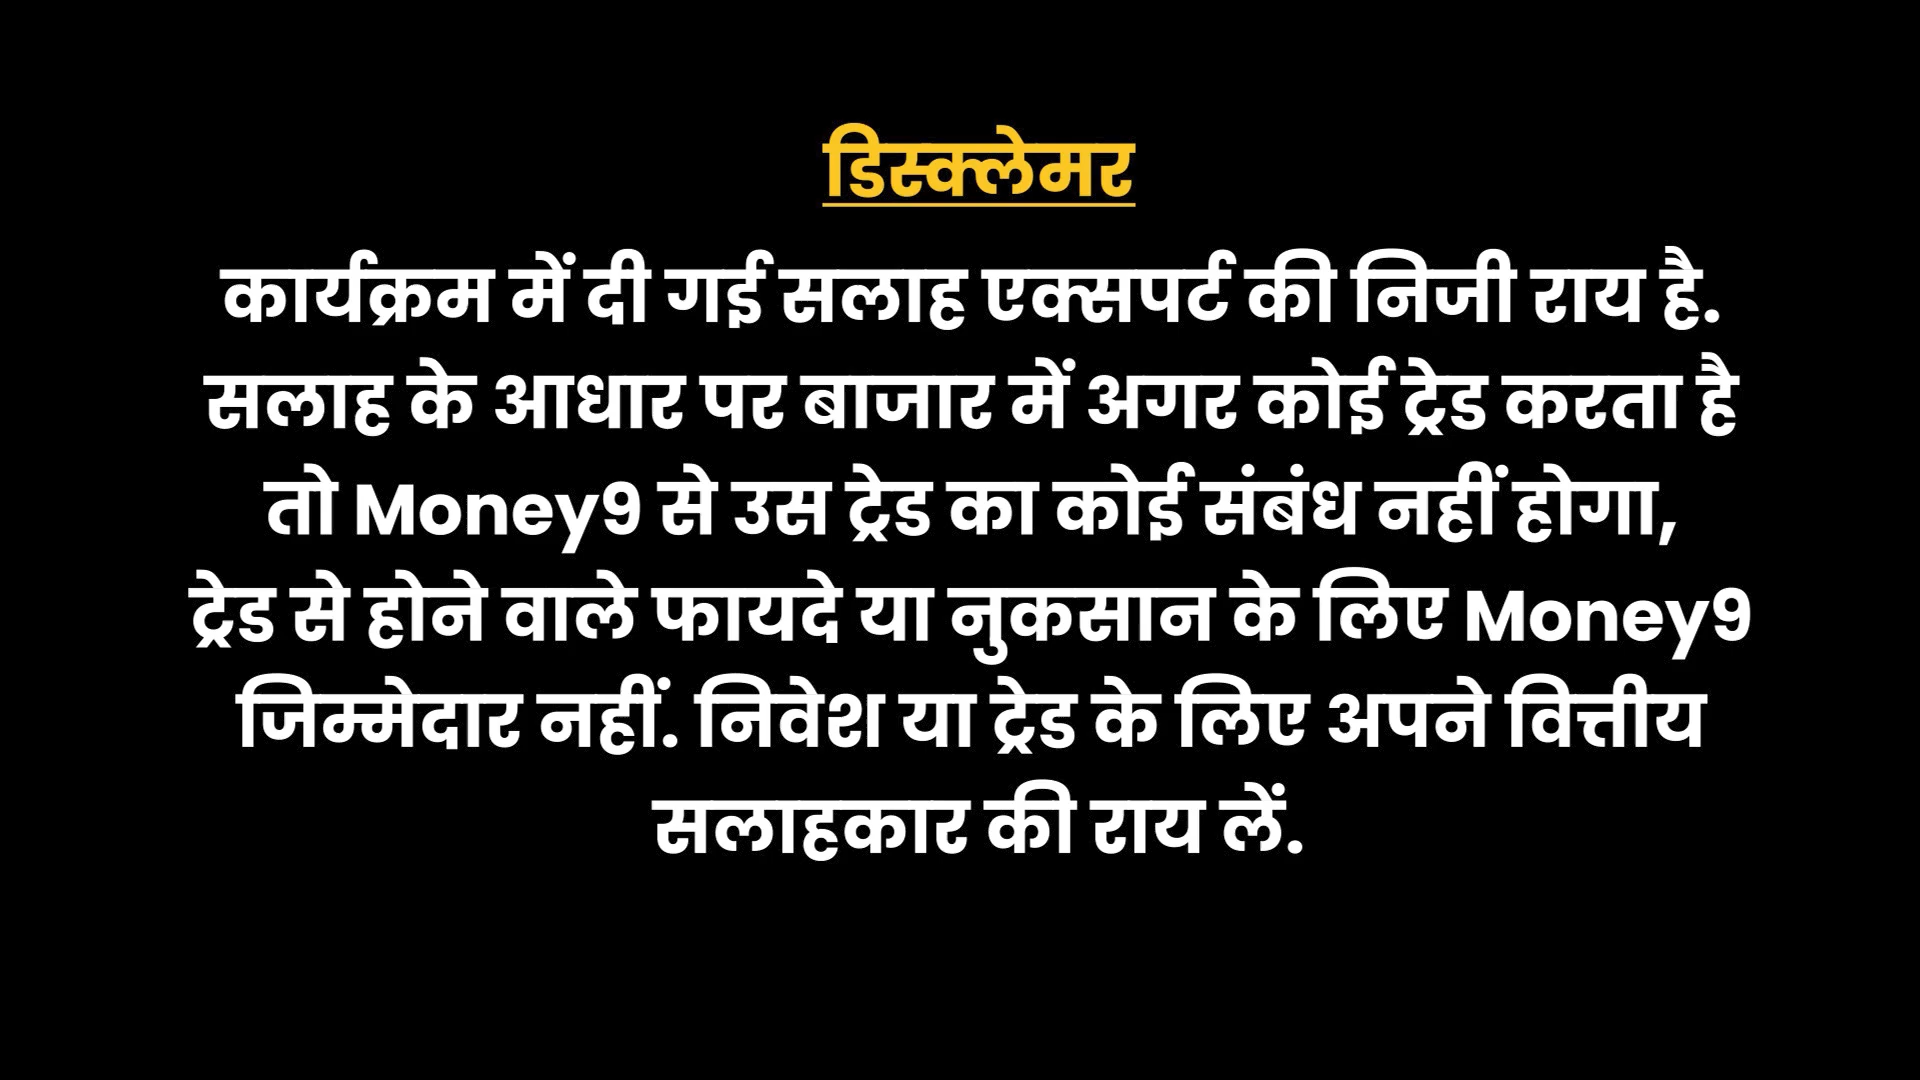 डिस्क्लेमर
कार्यक्रम में दी गई सलाह एक्सपर्ट की निजी राय है.
सलाह के आधार पर बाजार में अगर कोई ट्रेड करता है
तो Money9 से उस ट्रेड का कोई संबंध नहीं होगा,
ट्रेड से होने वाले फायदे या नुकसान के लिए Money9
जिम्मेदार नहीं. निवेश या ट्रेड के लिए अपने वित्तीय
सलाहकार की राय लें.